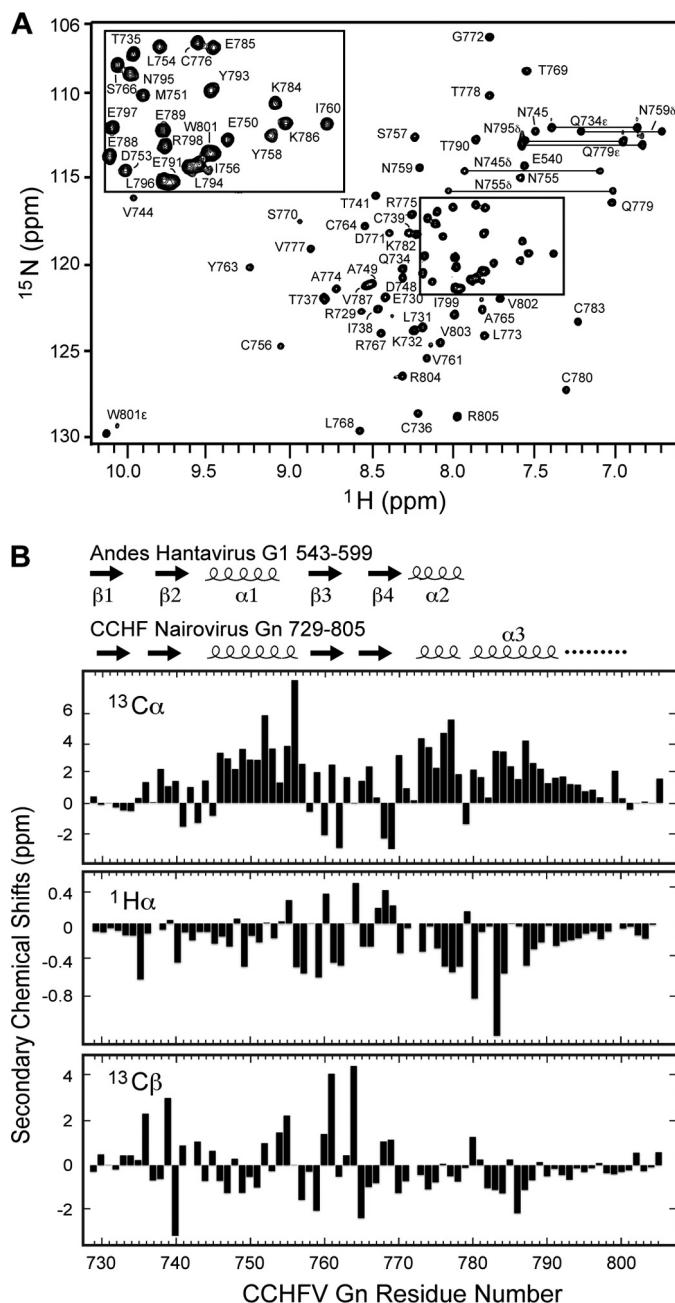 A
106
110
115
120
125
130
15N (ppm)
10.0 9.5 9.0 8.5 8.0 7.5 7.0
1H (ppm)
T735
L754
C776
E785
S766
N795
M751
Y793
K784
E797
E789
W801
E750
I760
E788
R798
Y758
K786
D753
E791
I756
L796
L794
V744
G772
T769
T778
N745
Q734ε
N759δ
S757
T790
N795δ
Q779ε
N759
N745δ
E540
N755
N755δ
Q779
T741
R775
C739
S770
C764
D771
K782
V777
Y763
Q734
A774
A749
D748
T737
V787
E730
I799
V802
R729
L731
A765
C783
I738
V803
C756
R767
K732
L773
V761
R804
C780
W801ε
L768
C736
R805
B
Andes Hantavirus G1 543-599
β1 β2 α1 β3 β4 α2
CCHF Nairovirus Gn 729-805
α3
Secondary Chemical Shifts (ppm)
13Cα
6
4
2
0
-2
1Hα
0.4
0
-0.4
-0.8
13Cβ
4
2
0
-2
730 740 750 760 770 780 790 800
CCHFV Gn Residue Number